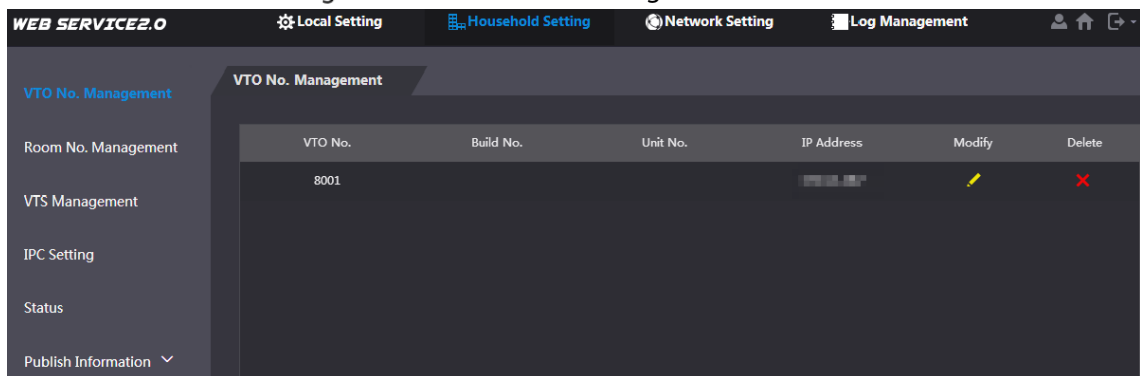 WEB SERVICE2.0
Local Setting
Household Setting
Network Setting
Log Management
VTO No. Management
Room No. Management
VTS Management
IPC Setting
Status
Publish Information
VTO No. Management
VTO No. Build No. Unit No. IP Address Modify Delete
8001